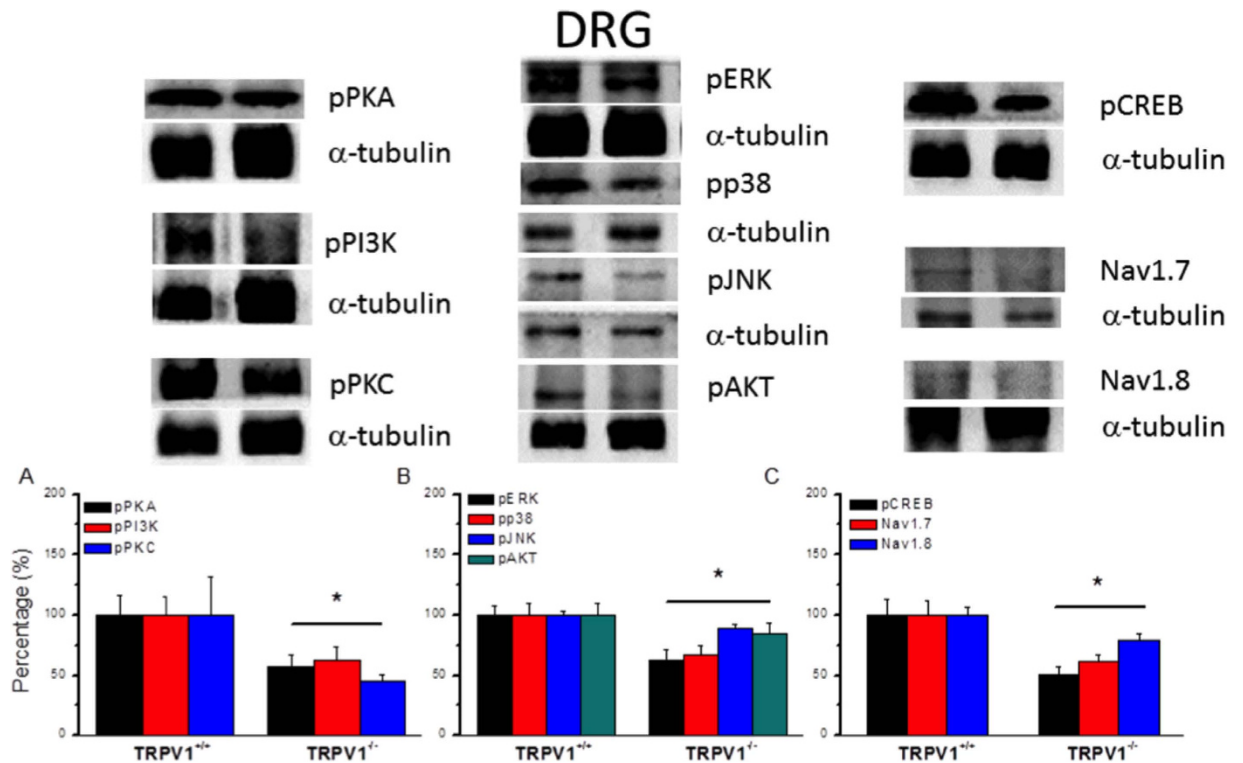 DRG
pPKA
α-tubulin
pPI3K
α-tubulin
pPKC
α-tubulin
pERK
α-tubulin
pp38
α-tubulin
pJNK
α-tubulin
pAKT
α-tubulin
pCREB
α-tubulin
Nav1.7
α-tubulin
Nav1.8
α-tubulin
A
Percentage (%)
200
150
100
50
0
pPKA
pPI3K
pPKC
*
TRPV1+/+
TRPV1-/-
B
200
150
100
50
0
pERK
pp38
pJNK
pAKT
*
TRPV1+/+
TRPV1-/-
C
200
150
100
50
0
pCREB
Nav1.7
Nav1.8
*
TRPV1+/+
TRPV1-/-